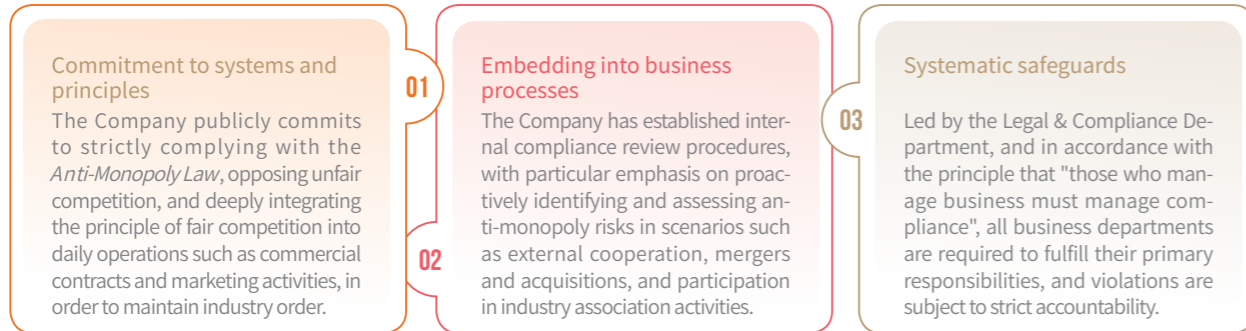 Commitment to systems and
principles
The Company publicly commits
to strictly complying with the
Anti-Monopoly Law, opposing unfair
competition, and deeply integrating
the principle of fair competition into
daily operations such as commercial
contracts and marketing activities, in
order to maintain industry order.
01
Embedding into business
processes
The Company has established inter-
nal compliance review procedures,
with particular emphasis on proac-
tively identifying and assessing an-
ti-monopoly risks in scenarios such
as external cooperation, mergers
and acquisitions, and participation
in industry association activities.
02
Systematic safeguards
Led by the Legal & Compliance De-
partment, and in accordance with
the principle that "those who man-
age business must manage com-
pliance", all business departments
are required to fulfill their primary
responsibilities, and violations are
subject to strict accountability.
03